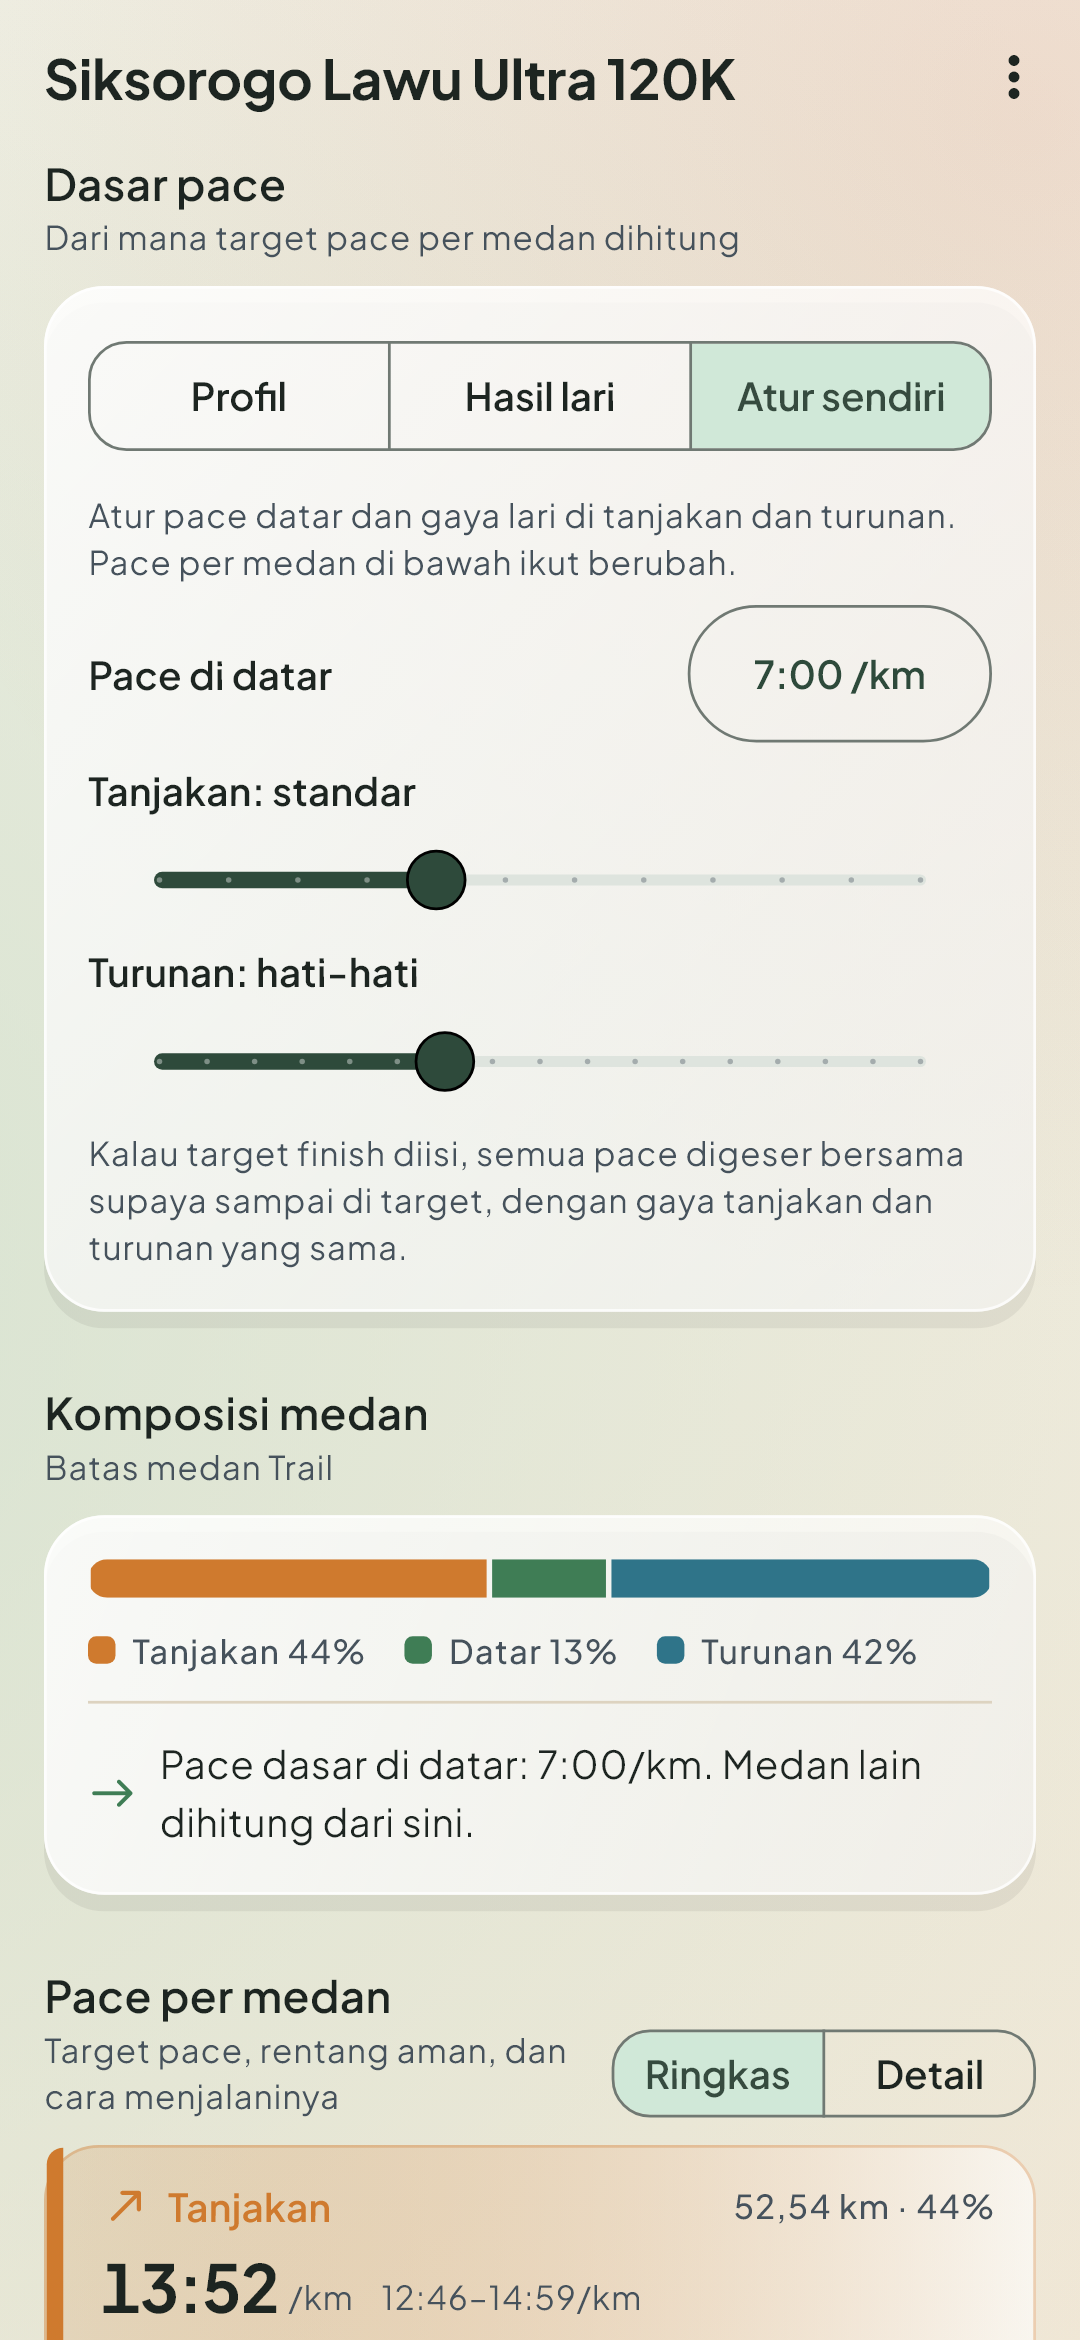 Siksorogo Lawu Ultra 120K
Dasar pace
Dari mana target pace per medan dihitung
Profil
Hasil lari
Atur sendiri
Atur pace datar dan gaya lari di tanjakan dan turunan.
Pace per medan di bawah ikut berubah.
Pace di datar
7:00 /km
Tanjakan: standar
Turunan: hati-hati
Kalau target finish diisi, semua pace digeser bersama
supaya sampai di target, dengan gaya tanjakan dan
turunan yang sama.
Komposisi medan
Batas medan Trail
Tanjakan 44%
Datar 13%
Turunan 42%
Pace dasar di datar: 7:00/km. Medan lain
dihitung dari sini.
Pace per medan
Target pace, rentang aman, dan
cara menjalaninya
Ringkas
Detail
Tanjakan
52,54 km · 44%
13:52 /km 12:46–14:59/km